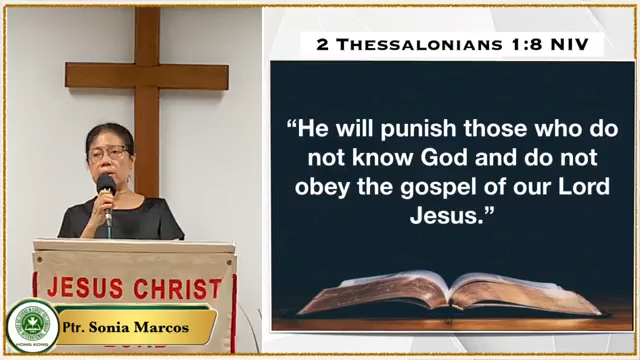 2 THESSALONIANS 1:8 NIV
“He will punish those who do
not know God and do not
obey the gospel of our Lord
Jesus.”
JESUS CHRIST
Ptr. Sonia Marcos
HONG KONG